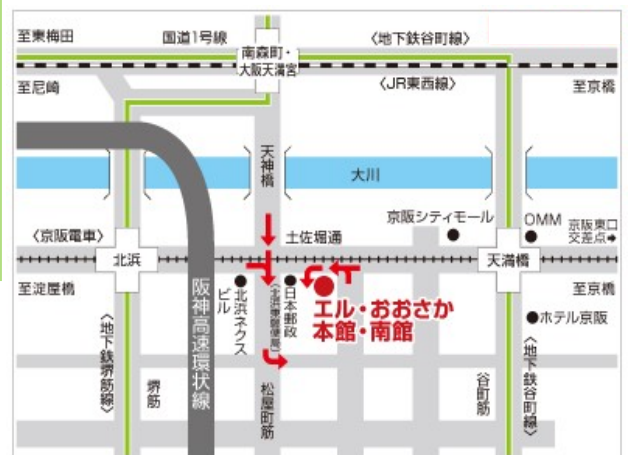 至東梅田
国道1号線
〈地下鉄谷町線〉
南森町・
大阪天満宮
至尼崎
〈JR東西線〉
至京橋
天神橋
大川
京阪シティモール
OMM
京阪東口
交差点➡
〈京阪電車〉
土佐堀通
北浜
天満橋
至淀屋橋
至京橋
阪神高速環状線
北浜ネクス
ビル
日本郵政
〈北浜東郵便局〉
エル・おおさか
本館・南館
ホテル京阪
〈地下鉄堺筋線〉
堺筋
松屋町筋
谷町筋
〈地下鉄谷町線〉